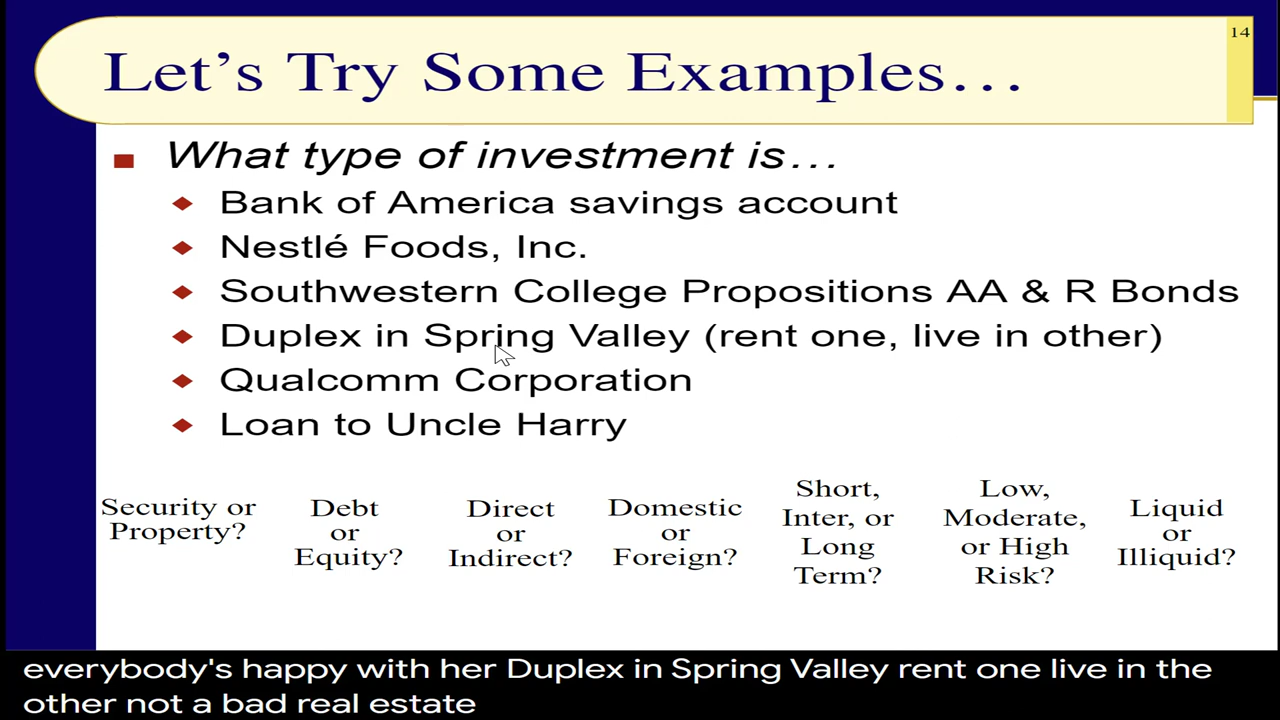 14
Let's Try Some Examples…
What type of investment is…
Bank of America savings account
Nestlé Foods, Inc.
Southwestern College Propositions AA & R Bonds
Duplex in Spring Valley (rent one, live in other)
Qualcomm Corporation
Loan to Uncle Harry
Security or
Property?
Debt
or
Equity?
Direct
or
Indirect?
Domestic
or
Foreign?
Short,
Inter, or
Long
Term?
Low,
Moderate,
or High
Risk?
Liquid
or
Illiquid?
everybody's happy with her Duplex in Spring Valley rent one live in the
other not a bad real estate